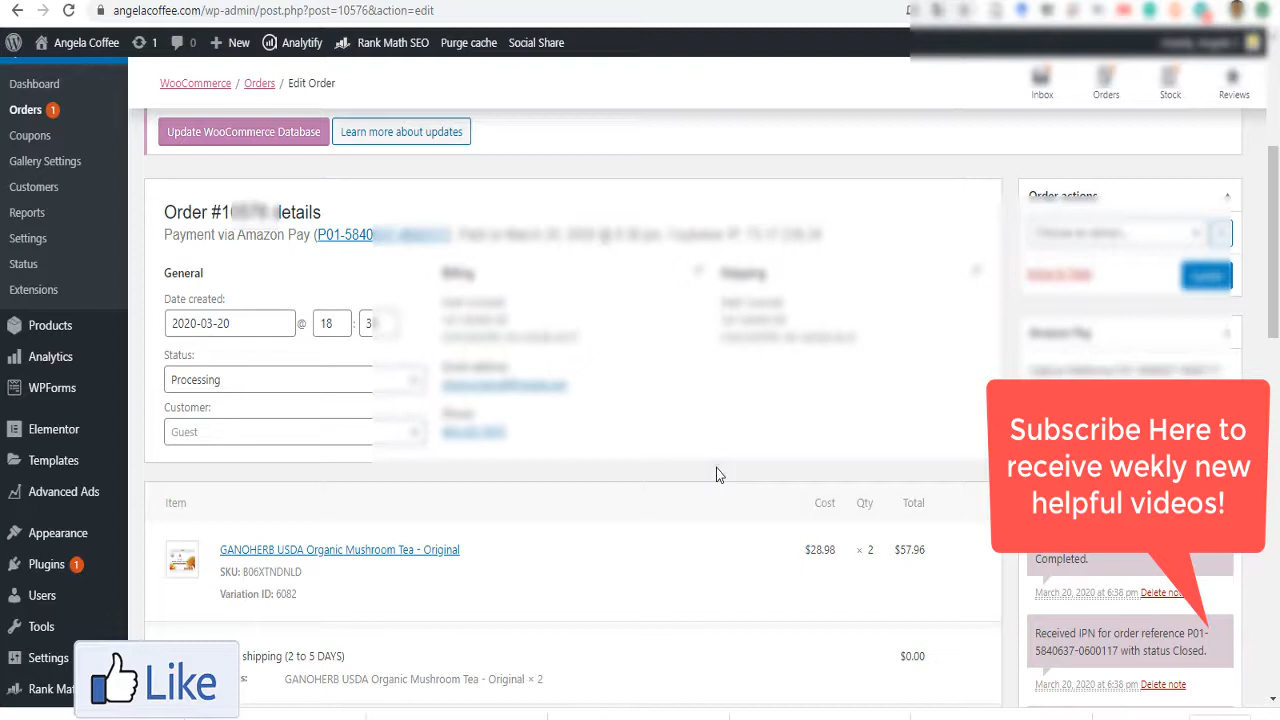 angelacoffee.com/wp-admin/post.php?post=10576&action=edit
Angela Coffee 1 0 New Analytify Rank Math SEO Purge cache Social Share
WooCommerce / Orders / Edit Order
Inbox Orders Stock Reviews
Dashboard
Orders 1
Coupons
Gallery Settings
Customers
Reports
Settings
Status
Extensions
Products
Analytics
WPForms
Elementor
Templates
Advanced Ads
Appearance
Plugins 1
Users
Tools
Settings
Rank Ma
Update WooCommerce Database Learn more about updates
Order #1 details
Payment via Amazon Pay (P01-5840
General
Date created:
2020-03-20 @ 18 : 3
Status:
Processing
Customer:
Guest
Billing
Shipping
Order actions
Amazon Pay
Item Cost Qty Total
GANOHERB USDA Organic Mushroom Tea - Original $28.98 × 2 $57.96
SKU: B06XTNDNLD
Variation ID: 6082
shipping (2 to 5 DAYS) $0.00
s: GANOHERB USDA Organic Mushroom Tea - Original × 2
Subscribe Here to
receive wekly new
helpful videos!
Completed.
March 20, 2020 at 6:38 pm Delete note
Received IPN for order reference P01-
5840637-0600117 with status Closed.
March 20, 2020 at 6:38 pm Delete note
Like